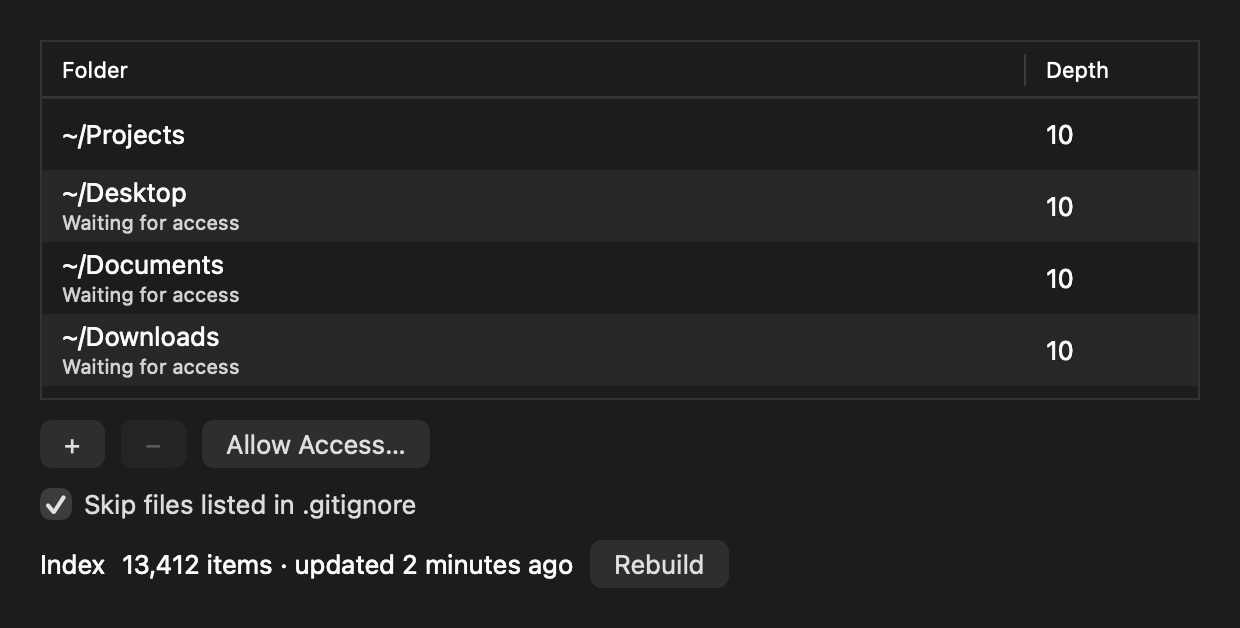 Folder Depth
~/Projects 10
~/Desktop 10
Waiting for access
~/Documents 10
Waiting for access
~/Downloads 10
Waiting for access
+ − Allow Access...
Skip files listed in .gitignore
Index 13,412 items · updated 2 minutes ago Rebuild